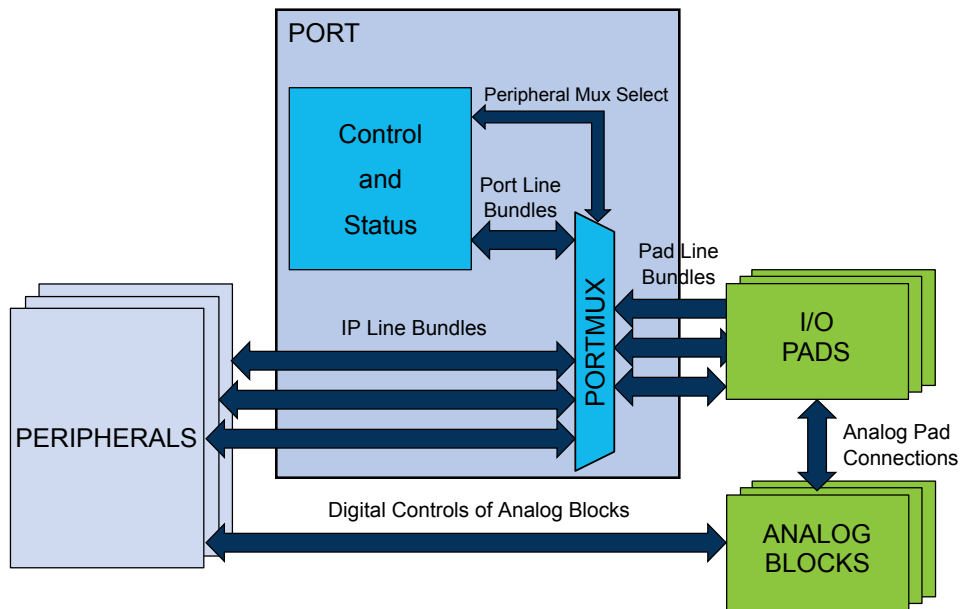 PORT
Peripheral Mux Select
Control
and
Status
Port Line
Bundles
Pad Line
Bundles
PORTMUX
IP Line Bundles
I/O
PADS
PERIPHERALS
Analog Pad
Connections
Digital Controls of Analog Blocks
ANALOG
BLOCKS